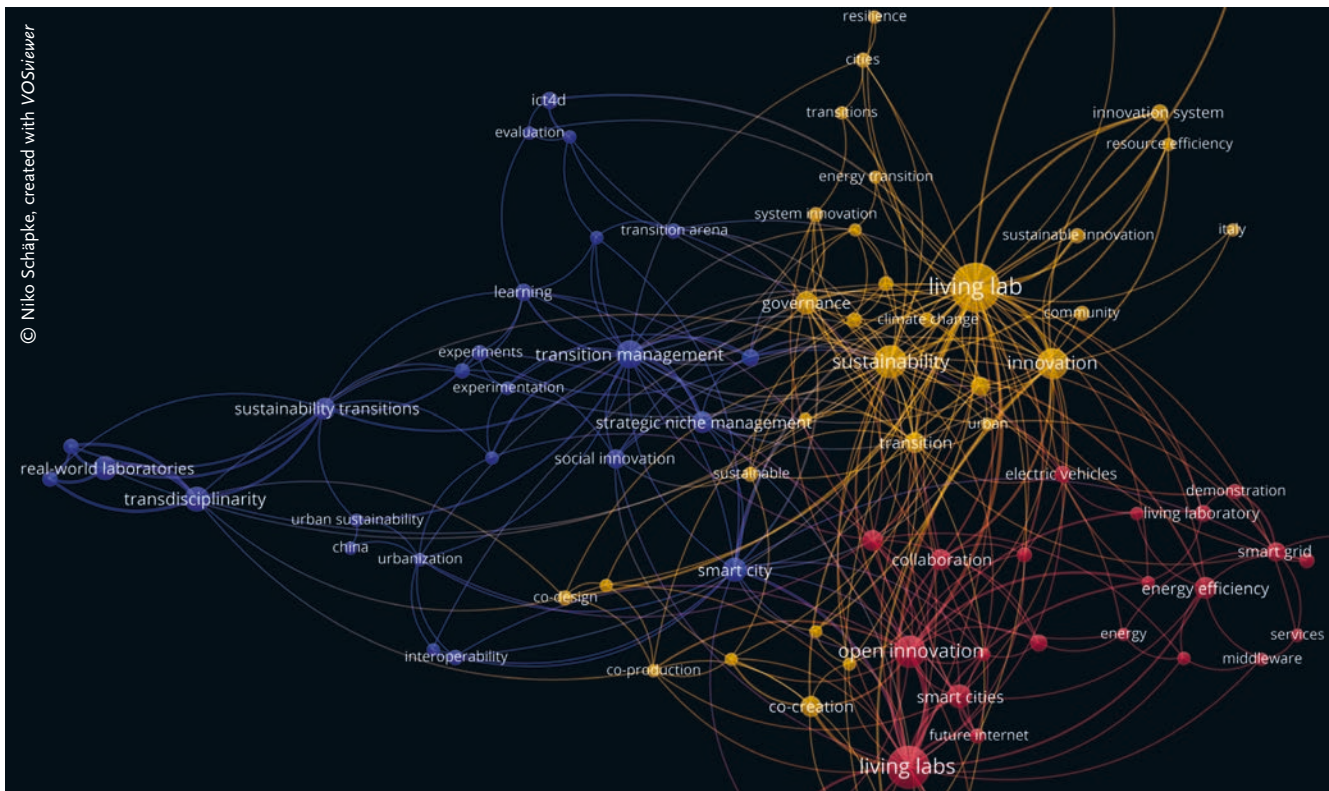 © Niko Schäpke, created with VOSviewer
resilience
cities
ict4d
transitions
innovation system
evaluation
resource efficiency
energy transition
system innovation
transition arena
italy
sustainable innovation
living lab
learning
governance
community
climate change
experiments
transition management
sustainability
innovation
experimentation
sustainability transitions
strategic niche management
urban
transition
social innovation
real-world laboratories
sustainable
electric vehicles
demonstration
transdisciplinarity
living laboratory
urban sustainability
china
urbanization
smart grid
collaboration
smart city
energy efficiency
co-design
energy
services
open innovation
interoperability
middleware
co-production
smart cities
co-creation
future internet
living labs